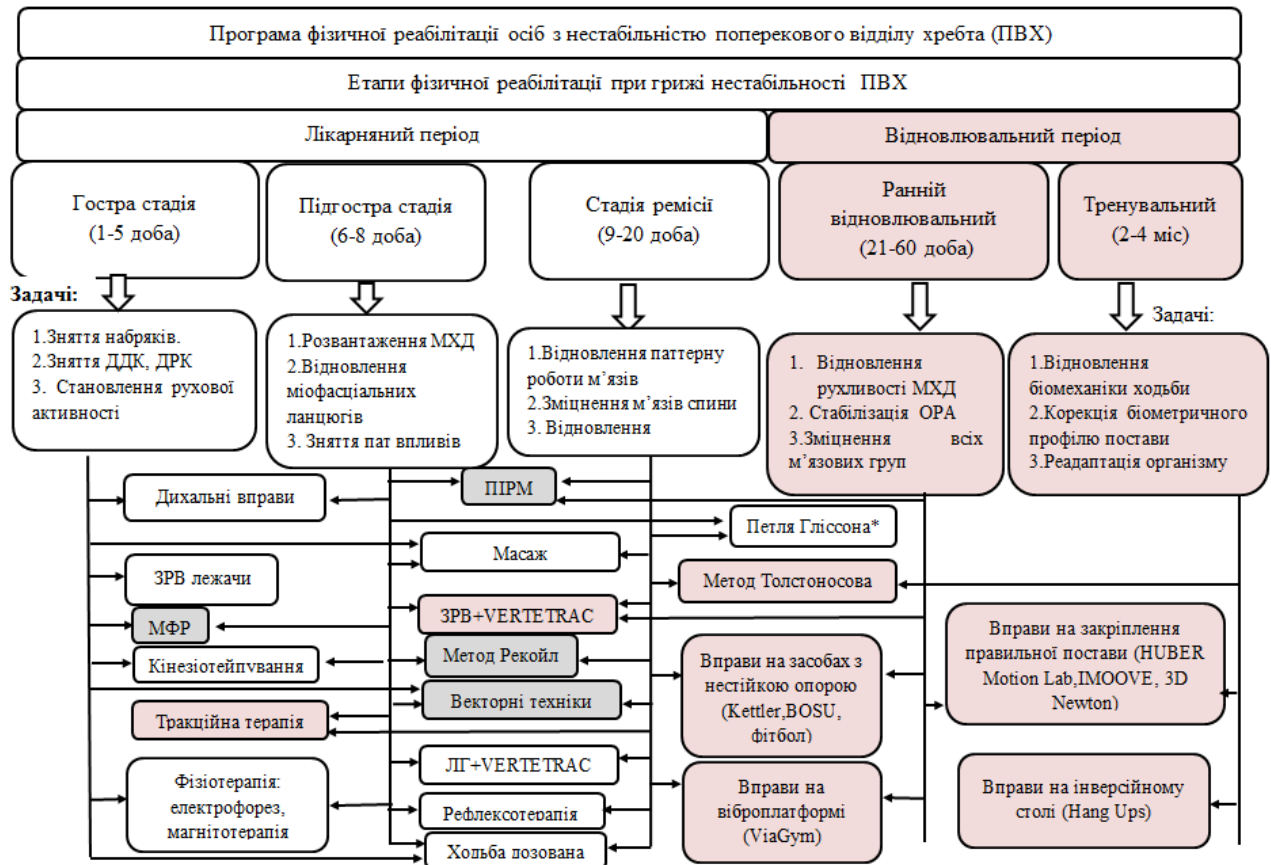 Програма фізичної реабілітації осіб з нестабільністю поперекового відділу хребта (ПВХ)
Етапи фізичної реабілітації при грижі нестабільності ПВХ
Лікарняний період
Відновлювальний період
Гостра стадія
(1-5 доба)
Підгостра стадія
(6-8 доба)
Стадія ремісії
(9-20 доба)
Ранній
відновлювальний
(21-60 доба)
Тренувальний
(2-4 міс)
Задачі:
1.Зняття набряків.
2.Зняття ДДК, ДРК
3. Становлення рухової
активності
1.Розвантаження МХД
2.Відновлення
міофасціальних
ланцюгів
3. Зняття пат впливів
1.Відновлення паттерну
роботи м’язів
2.Зміцнення м’язів спини
3. Відновлення
1. Відновлення
рухливості МХД
2. Стабілізація ОРА
3.Зміцнення всіх
м’язових груп
Задачі:
1.Відновлення
біомеханіки ходьби
2.Корекція біометричного
профілю постави
3.Реадаптація організму
Дихальні вправи
ПІРМ
Петля Гліссона*
Масаж
ЗРВ лежачи
Метод Толстоносова
МФР
ЗРВ+VERTETRAC
Кінезіотейпування
Метод Рекойл
Векторні техніки
Тракційна терапія
Вправи на засобах з
нестійкою опорою
(Kettler,BOSU,
фітбол)
Вправи на закріплення
правильної постави (HUBER
Motion Lab,IMOOVE, 3D
Newton)
ЛГ+VERTETRAC
Фізіотерапія:
електрофорез,
магнітотерапія
Рефлексотерапія
Ходьба дозована
Вправи на
віброплатформі
(ViaGym)
Вправи на інверсійному
столі (Hang Ups)